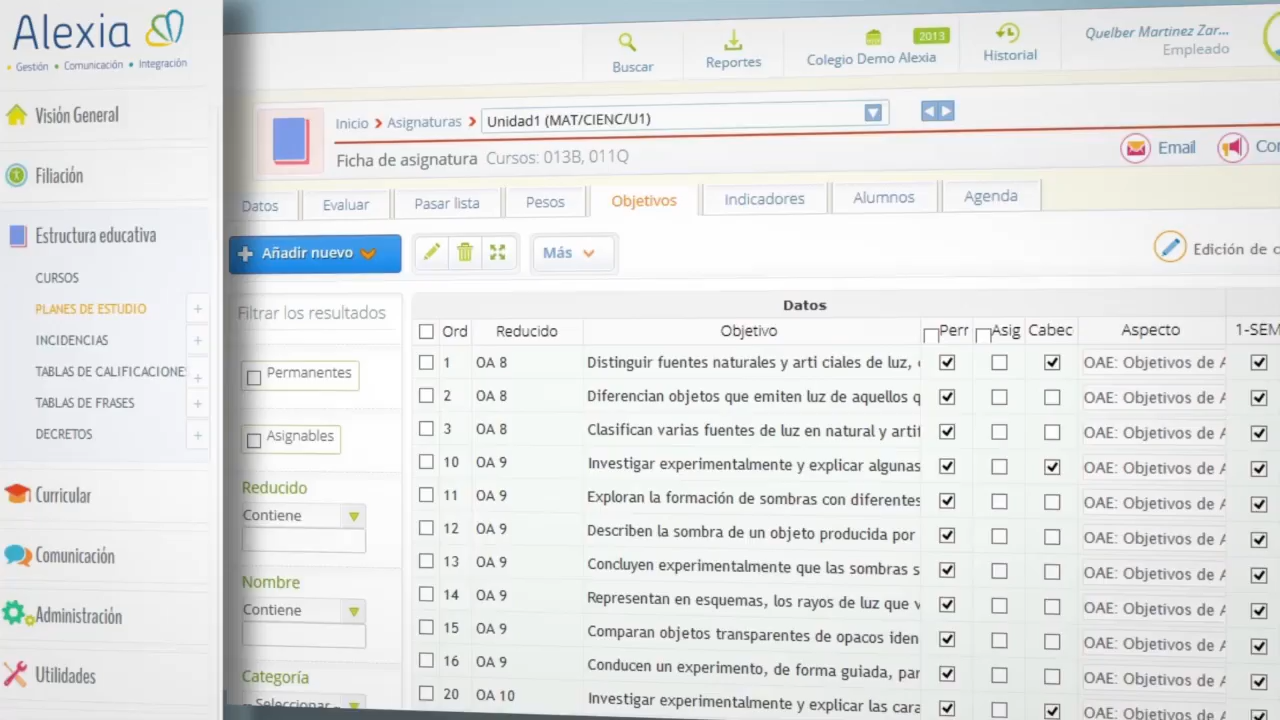 Alexia
Gestión • Comunicación • Integración
Visión General
Filiación
Estructura educativa
CURSOS
PLANES DE ESTUDIO
INCIDENCIAS
TABLAS DE CALIFICACIONE
TABLAS DE FRASES
DECRETOS
Curricular
Comunicación
Administración
Utilidades
Buscar
Reportes
2013
Colegio Demo Alexia
Historial
Quelber Martinez Zar...
Empleado
Inicio > Asignaturas > Unidad1 (MAT/CIENC/U1)
Ficha de asignatura Cursos: 013B, 011Q
Email
Datos Evaluar Pasar lista Pesos Objetivos Indicadores Alumnos Agenda
+ Añadir nuevo
Más
Edición de
Filtrar los resultados
Permanentes
Asignables
Reducido
Contiene
Nombre
Contiene
Categoría
-- Seleccionar --
Datos
Ord Reducido Objetivo Perr Asig Cabec Aspecto 1-SEM
1 OA 8 Distinguir fuentes naturales y arti ciales de luz, OAE: Objetivos de A
2 OA 8 Diferencian objetos que emiten luz de aquellos q OAE: Objetivos de A
3 OA 8 Clasifican varias fuentes de luz en natural y artif OAE: Objetivos de A
10 OA 9 Investigar experimentalmente y explicar algunas OAE: Objetivos de A
11 OA 9 Exploran la formación de sombras con diferentes OAE: Objetivos de A
12 OA 9 Describen la sombra de un objeto producida por OAE: Objetivos de A
13 OA 9 Concluyen experimentalmente que las sombras s OAE: Objetivos de A
14 OA 9 Representan en esquemas, los rayos de luz que v OAE: Objetivos de A
15 OA 9 Comparan objetos transparentes de opacos iden OAE: Objetivos de A
16 OA 9 Conducen un experimento, de forma guiada, par OAE: Objetivos de A
20 OA 10 Investigar experimentalmente y explicar las cara OAE: Objetivos de A